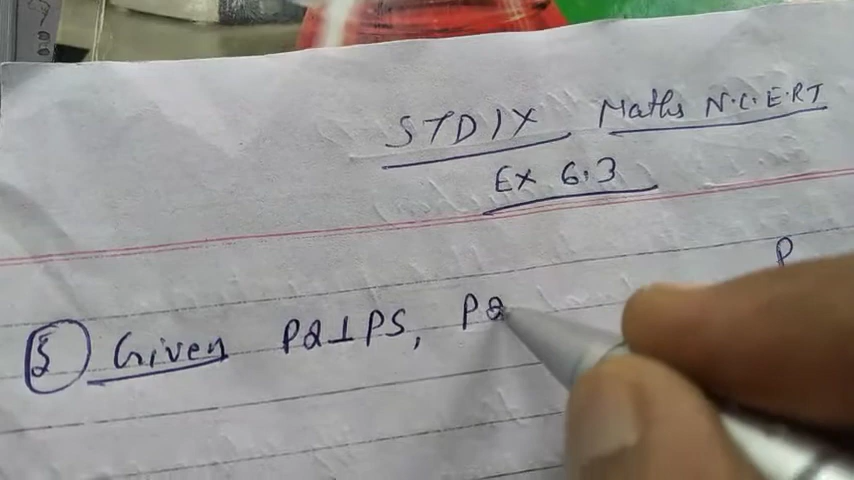 STD IX Maths N.C.E.R.T
Ex 6.3
P
5 Given PQ⊥PS, PQ